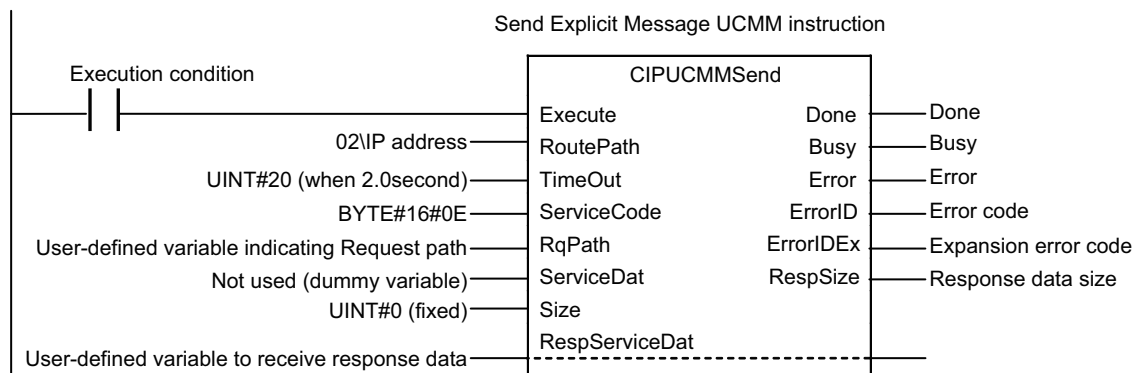 Send Explicit Message UCMM instruction
Execution condition
CIPUCMMSend
Execute Done Done
02\IP address RoutePath Busy Busy
UINT#20 (when 2.0second) TimeOut Error Error
BYTE#16#0E ServiceCode ErrorID Error code
User-defined variable indicating Request path RqPath ErrorIDEx Expansion error code
Not used (dummy variable) ServiceDat RespSize Response data size
UINT#0 (fixed) Size
RespServiceDat
User-defined variable to receive response data